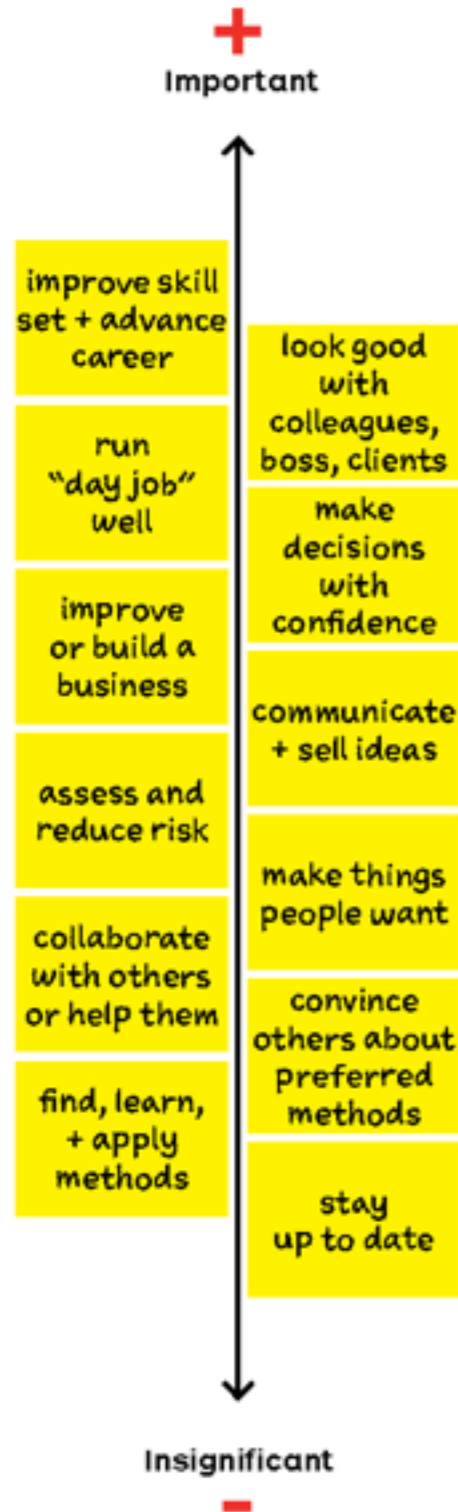 +
Important
improve skill
set + advance
career
look good
with
colleagues,
boss, clients
run
“day job”
well
make
decisions
with
confidence
improve
or build a
business
communicate
+ sell ideas
assess and
reduce risk
make things
people want
collaborate
with others
or help them
convince
others about
preferred
methods
find, learn,
+ apply
methods
stay
up to date
Insignificant
-